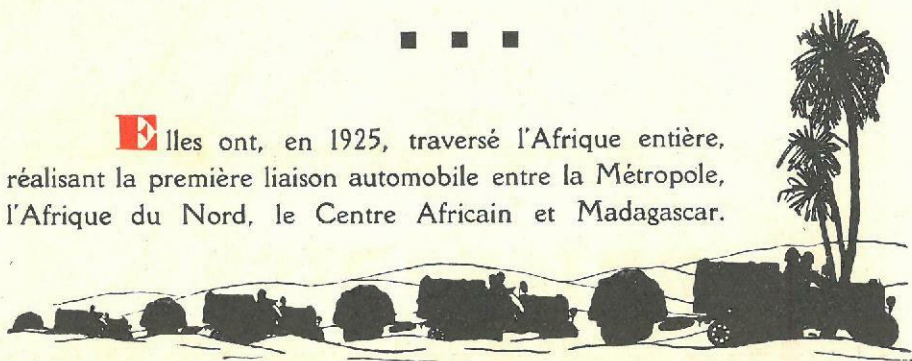 Elles ont, en 1925, traversé l'Afrique entière,
réalisant la première liaison automobile entre la Métropole,
l'Afrique du Nord, le Centre Africain et Madagascar.